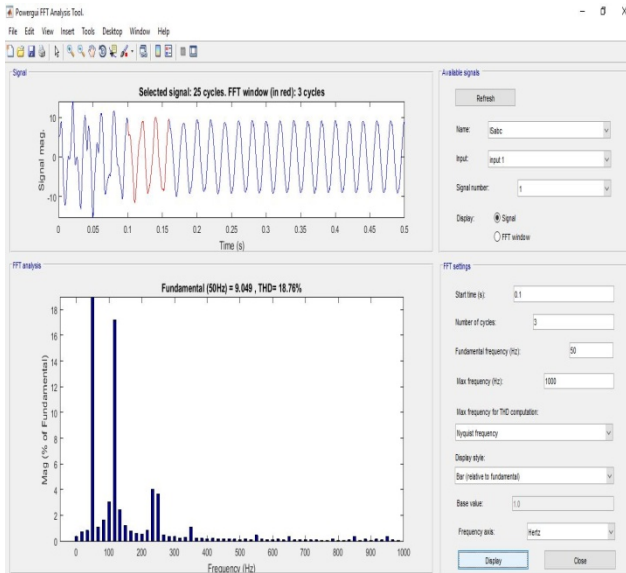 Powergui FFT Analysis Tool.
File Edit View Insert Tools Desktop Window Help
Signal
Selected signal: 25 cycles. FFT window (in red): 3 cycles
Signal mag.
10
0
-10
0 0.05 0.1 0.15 0.2 0.25 0.3 0.35 0.4 0.45 0.5
Time (s)
FFT analysis
Fundamental (50Hz) = 9.049 , THD= 18.76%
Mag (% of Fundamental)
18
16
14
12
10
8
6
4
2
0
0 100 200 300 400 500 600 700 800 900 1000
Frequency (Hz)
Available signals
Refresh
Name: Sabc
Input: input 1
Signal number: 1
Display: Signal
FFT window
FFT settings
Start time (s): 0.1
Number of cycles: 3
Fundamental frequency (Hz): 50
Max frequency (Hz): 1000
Max frequency for THD computation:
Nyquist frequency
Display style:
Bar (relative to fundamental)
Base value: 1.0
Frequency axis: Hertz
Display Close